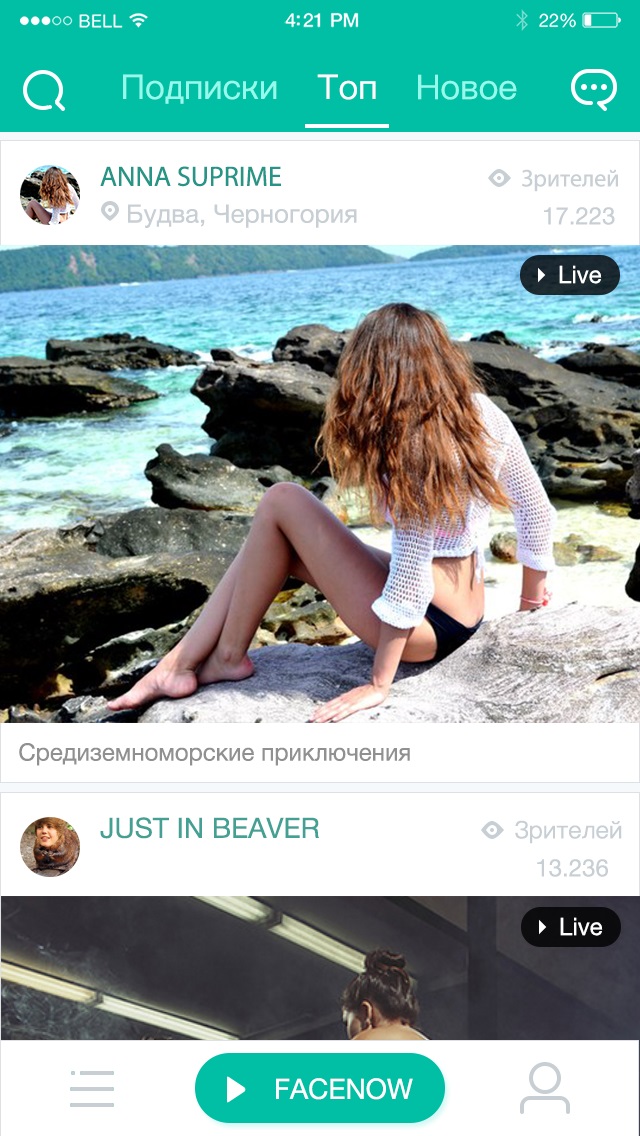 BELL 4:21 PM 22%
Подписки Топ Новое
ANNA SUPRIME Зрителей
Будва, Черногория 17.223
Live
Средиземноморские приключения
JUST IN BEAVER Зрителей
13.236
Live
FACENOW